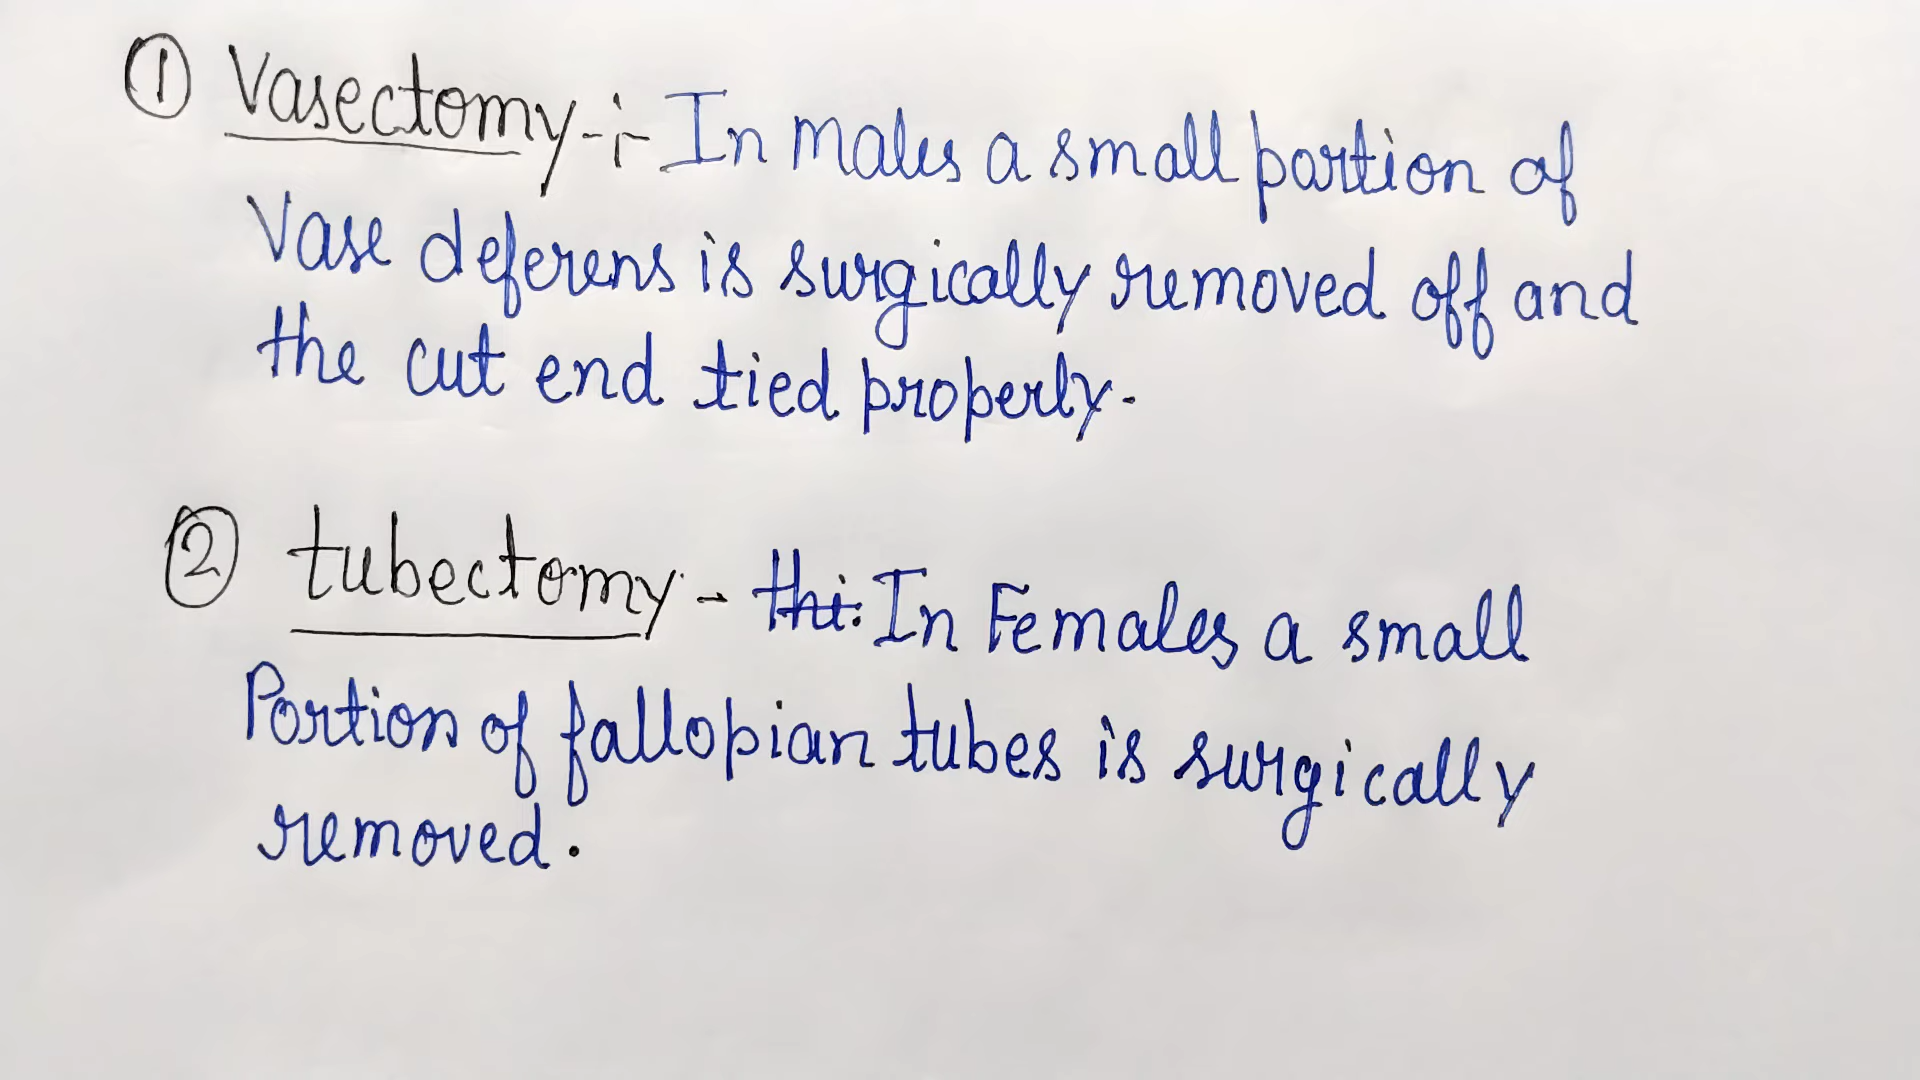 ① Vasectomy-:- In males a small portion of
Vase deferens is surgically removed off and
the cut end tied properly.
② tubectomy - thi. In Females a small
Portion of fallopian tubes is surgically
removed.